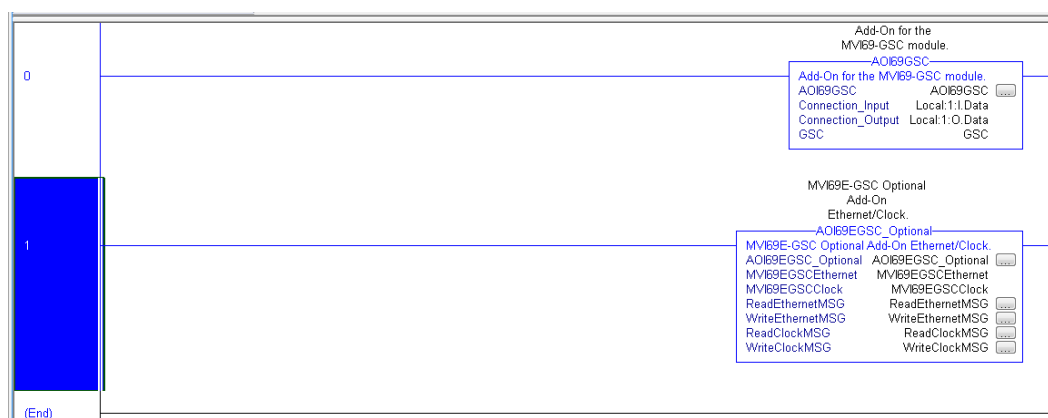 Add-On for the
MVI69-GSC module.
AOI69GSC
0
Add-On for the MVI69-GSC module.
AOI69GSC AOI69GSC ...
Connection_Input Local:1:I.Data
Connection_Output Local:1:O.Data
GSC GSC
MVI69E-GSC Optional
Add-On
Ethernet/Clock.
AOI69EGSC_Optional
1
MVI69E-GSC Optional Add-On Ethernet/Clock.
AOI69EGSC_Optional AOI69EGSC_Optional ...
MVI69EGSCEthernet MVI69EGSCEthernet
MVI69EGSCClock MVI69EGSCClock
ReadEthernetMSG ReadEthernetMSG ...
WriteEthernetMSG WriteEthernetMSG ...
ReadClockMSG ReadClockMSG ...
WriteClockMSG WriteClockMSG ...
(End)